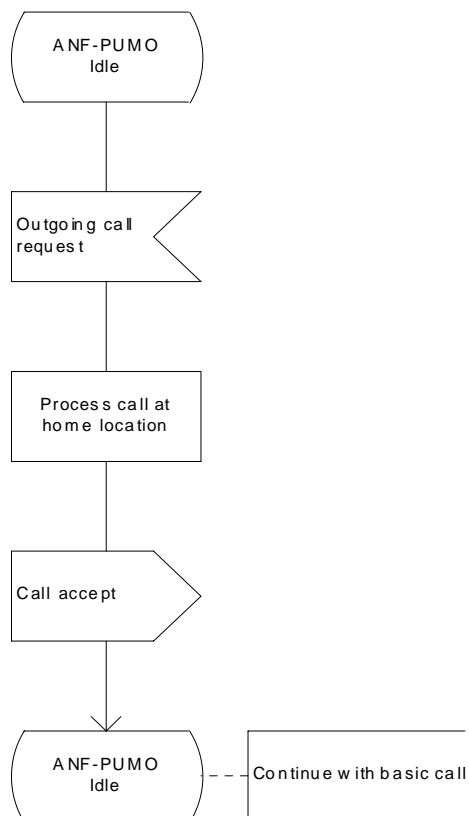 ANF-PUMO
Idle
Outgoing call
request
Process call at
home location
Call accept
ANF-PUMO
Idle
Continue with basic call